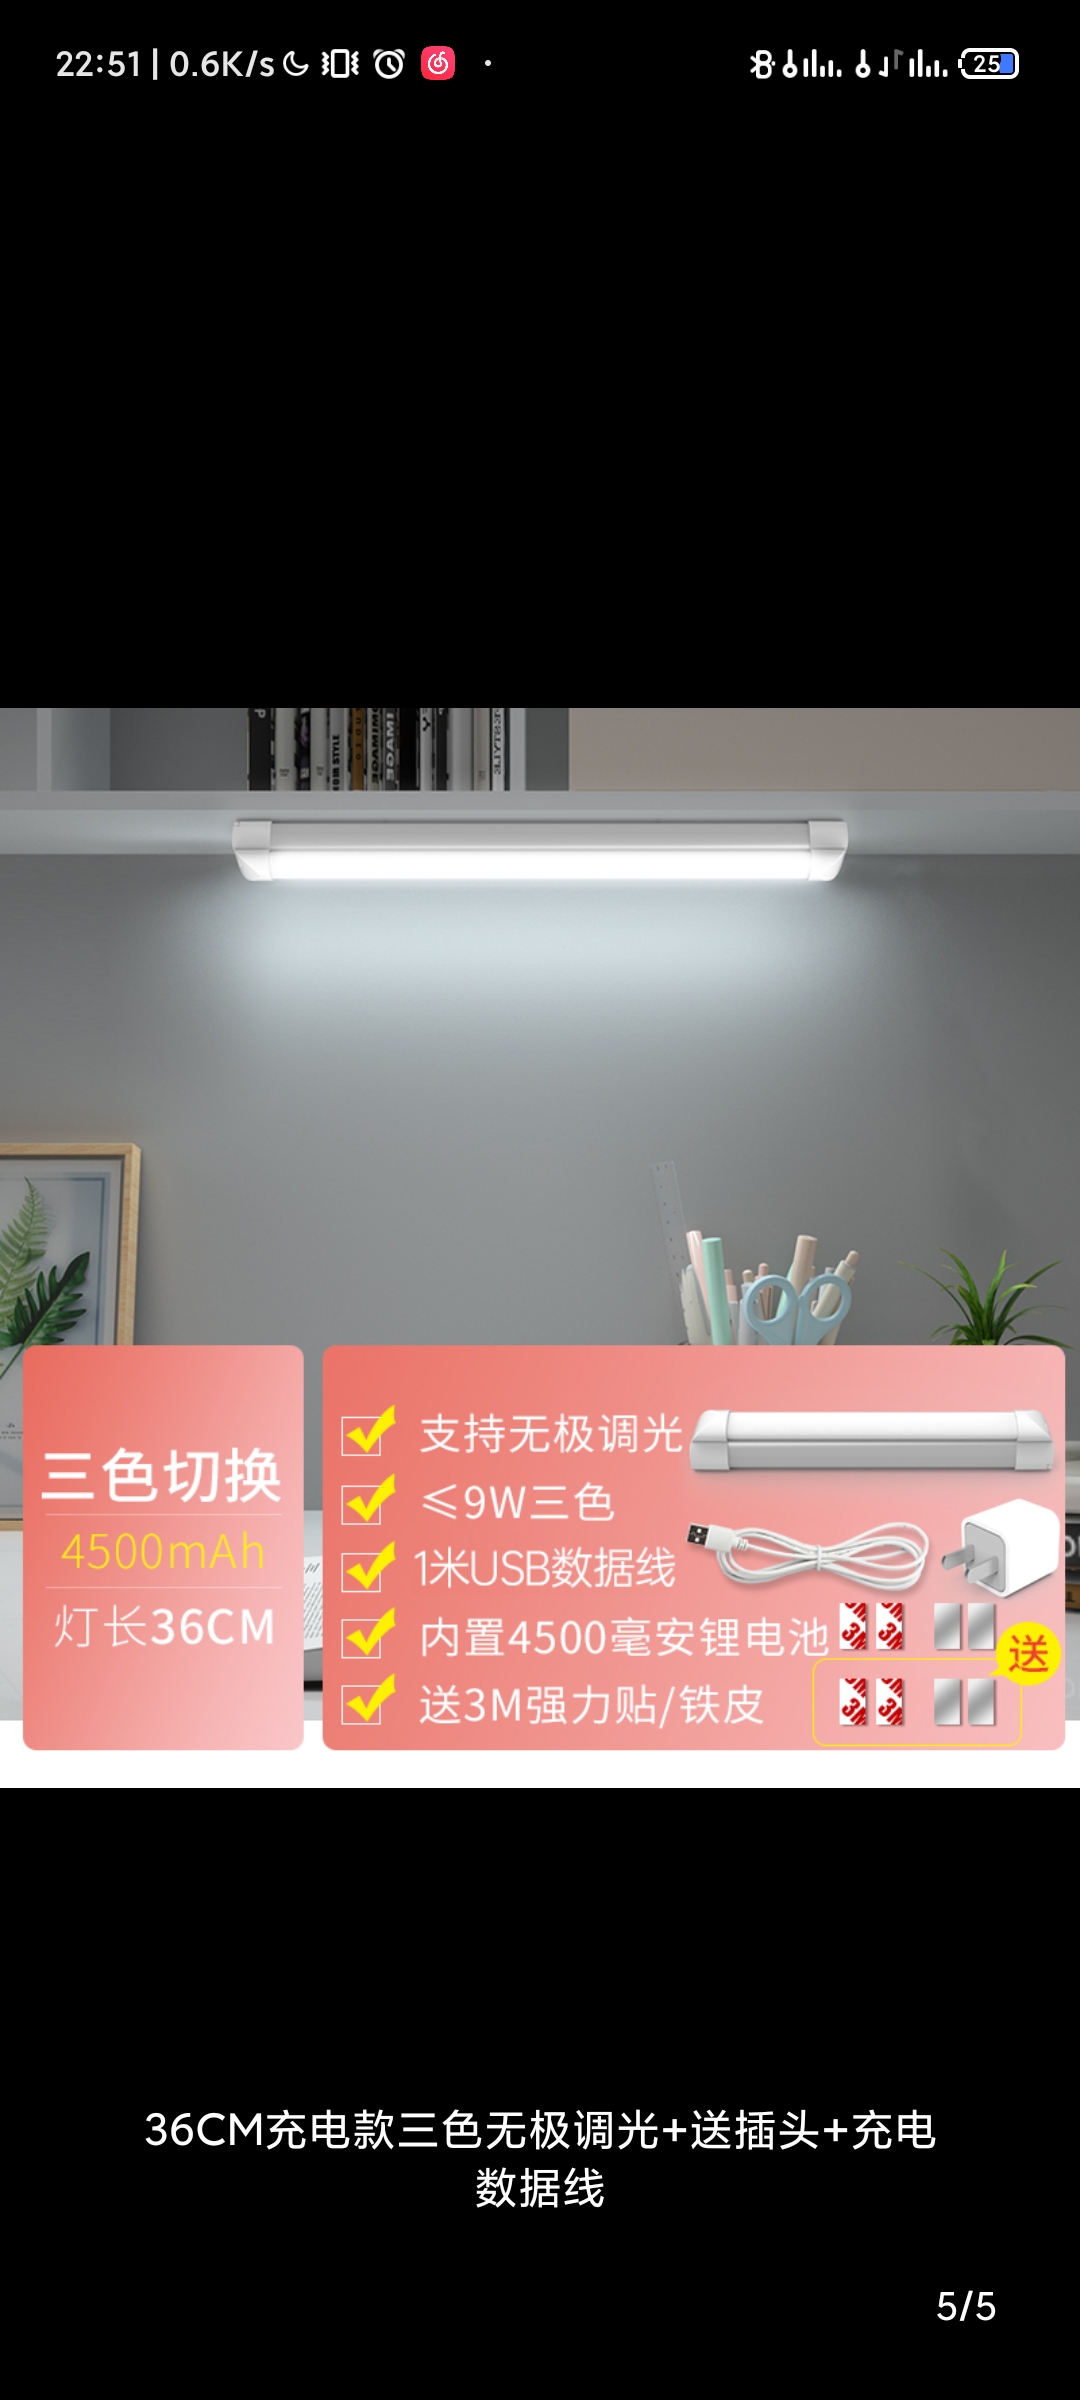 22:51 | 0.6K/s
25
三色切换
4500mAh
灯长36CM
支持无极调光
≤9W三色
1米USB数据线
内置4500毫安锂电池
送3M强力贴/铁皮
3M 3M
送
3M 3M
36CM充电款三色无极调光+送插头+充电
数据线
5/5